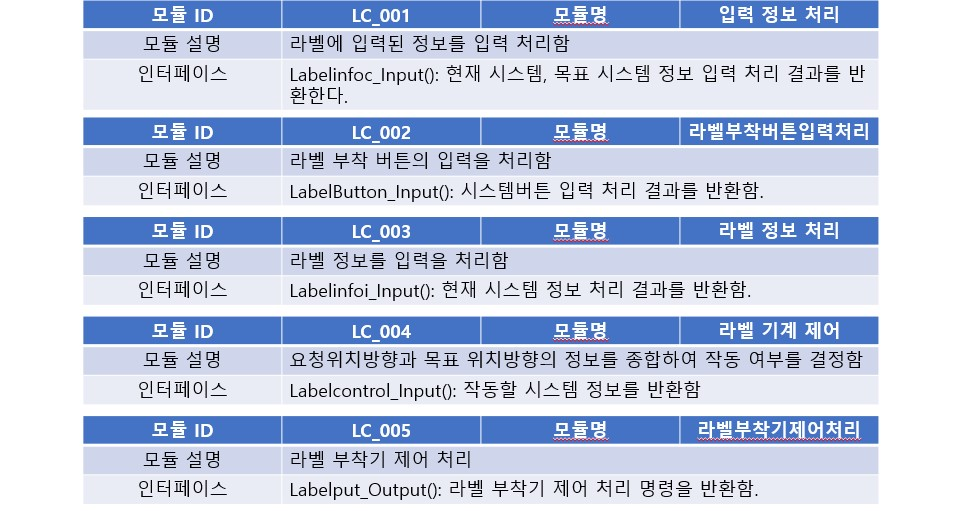 모듈 ID LC_001 모듈명 입력 정보 처리
모듈 설명 라벨에 입력된 정보를 입력 처리함
인터페이스 Labelinfoc_Input(): 현재 시스템, 목표 시스템 정보 입력 처리 결과를 반
환한다.
모듈 ID LC_002 모듈명 라벨부착버튼입력처리
모듈 설명 라벨 부착 버튼의 입력을 처리함
인터페이스 LabelButton_Input(): 시스템버튼 입력 처리 결과를 반환함.
모듈 ID LC_003 모듈명 라벨 정보 처리
모듈 설명 라벨 정보를 입력을 처리함
인터페이스 Labelinfoi_Input(): 현재 시스템 정보 처리 결과를 반환함.
모듈 ID LC_004 모듈명 라벨 기계 제어
모듈 설명 요청위치방향과 목표 위치방향의 정보를 종합하여 작동 여부를 결정함
인터페이스 Labelcontrol_Input(): 작동할 시스템 정보를 반환함
모듈 ID LC_005 모듈명 라벨부착기제어처리
모듈 설명 라벨 부착기 제어 처리
인터페이스 Labelput_Output(): 라벨 부착기 제어 처리 명령을 반환함.